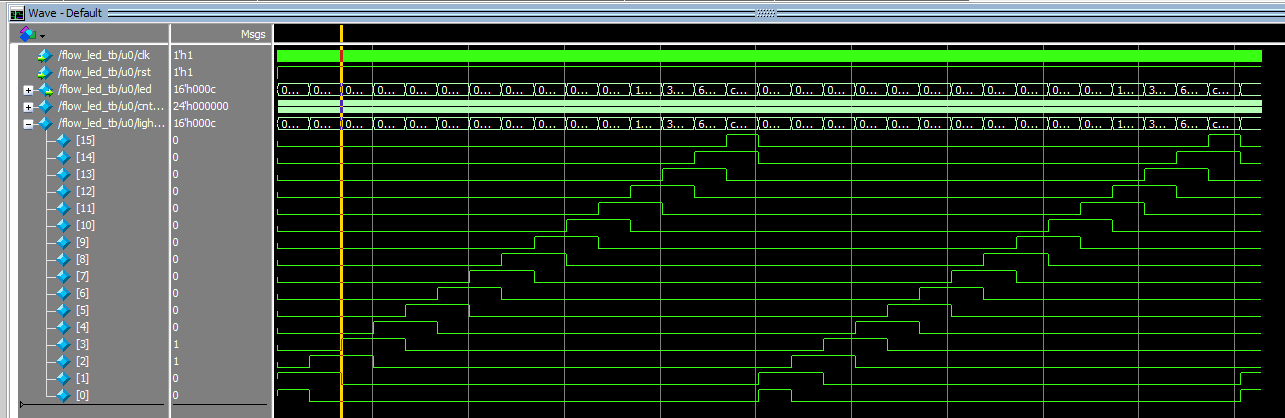 Wave - Default
Msgs
/flow_led_tb/u0/clk 1'h1
/flow_led_tb/u0/rst 1'h1
/flow_led_tb/u0/led 16'h000c 0... 0... 0... 0... 0... 0... 0... 0... 0... 0... 0... 1... 3... 6... c... 0... 0... 0... 0... 0... 0... 0... 0... 0... 0... 0... 1... 3... 6... c...
/flow_led_tb/u0/cnt... 24'h000000
/flow_led_tb/u0/ligh... 16'h000c 0... 0... 0... 0... 0... 0... 0... 0... 0... 0... 0... 1... 3... 6... c... 0... 0... 0... 0... 0... 0... 0... 0... 0... 0... 0... 1... 3... 6... c...
[15] 0
[14] 0
[13] 0
[12] 0
[11] 0
[10] 0
[9] 0
[8] 0
[7] 0
[6] 0
[5] 0
[4] 0
[3] 1
[2] 1
[1] 0
[0] 0